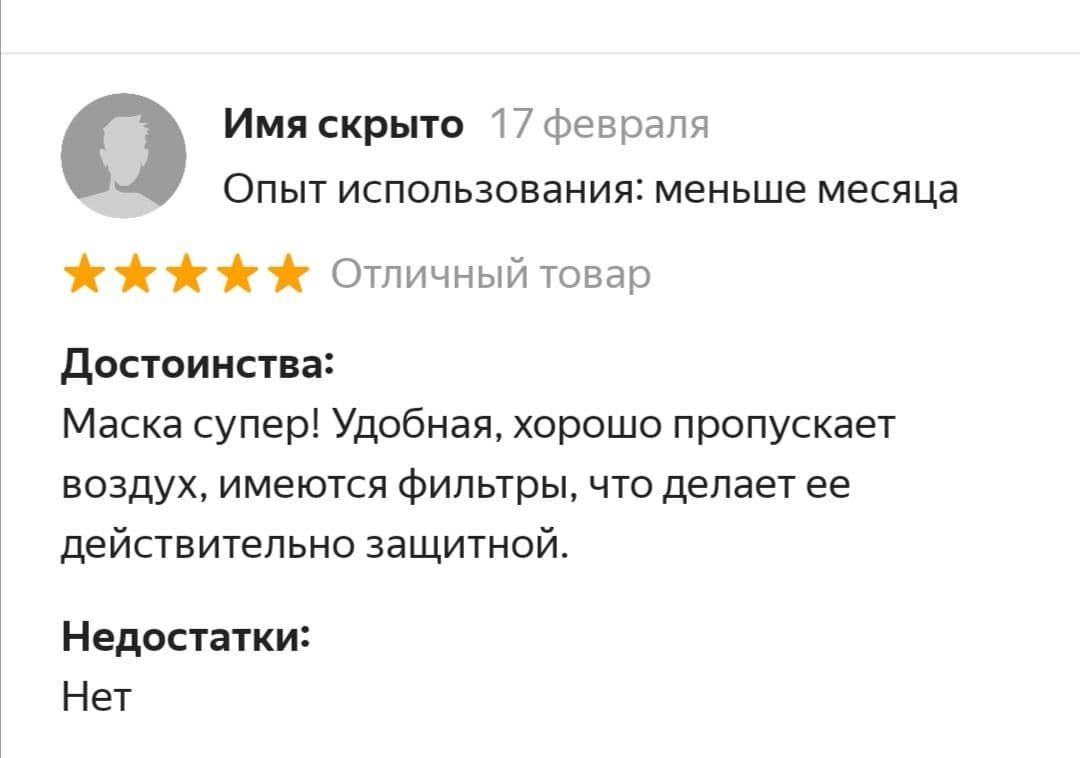 Имя скрыто 17 февраля
Опыт использования: меньше месяца
Отличный товар
Достоинства:
Маска супер! Удобная, хорошо пропускает
воздух, имеются фильтры, что делает ее
действительно защитной.
Недостатки:
Нет